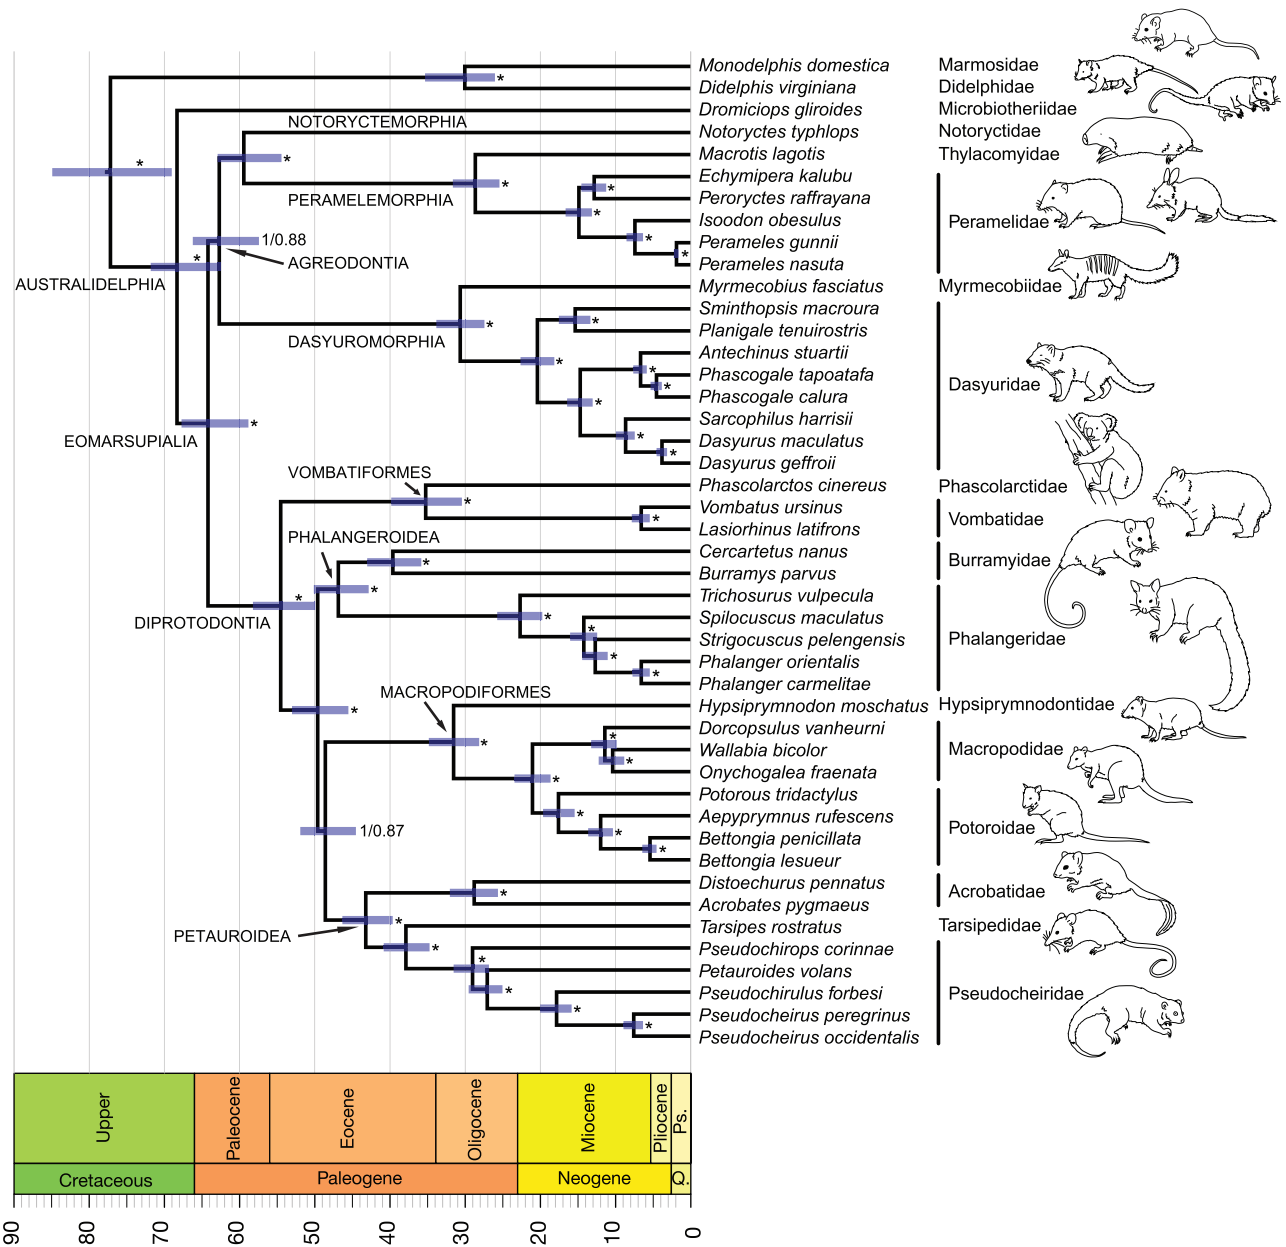 Monodelphis domestica Marmosidae
Didelphis virginiana Didelphidae
Dromiciops gliroides Microbiotheriidae
NOTORYCTEMORPHIA
Notoryctes typhlops Notoryctidae
* Macrotis lagotis Thylacomyidae
Echymipera kalubu
PERAMELEMORPHIA
Peroryctes raffrayana
Isoodon obesulus Peramelidae
1/0.88
Perameles gunnii
AGREODONTIA
Perameles nasuta
AUSTRALIDELPHIA
Myrmecobius fasciatus Myrmecobiidae
Sminthopsis macroura
Planigale tenuirostris
DASYUROMORPHIA
Antechinus stuartii
Phascogale tapoatafa Dasyuridae
Phascogale calura
Sarcophilus harrisii
EOMARSUPIALIA
Dasyurus maculatus
Dasyurus geffroii
VOMBATIFORMES
Phascolarctos cinereus Phascolarctidae
Vombatus ursinus
Vombatidae
Lasiorhinus latifrons
PHALANGEROIDEA
Cercartetus nanus
Burramyidae
Burramys parvus
Trichosurus vulpecula
DIPROTODONTIA
Spilocuscus maculatus
Strigocuscus pelengensis Phalangeridae
Phalanger orientalis
Phalanger carmelitae
MACROPODIFORMES
Hypsiprymnodon moschatus Hypsiprymnodontidae
Dorcopsulus vanheurni
Wallabia bicolor Macropodidae
Onychogalea fraenata
Potorous tridactylus
Aepyprymnus rufescens
1/0.87
Potoroidae
Bettongia penicillata
Bettongia lesueur
Distoechurus pennatus
Acrobatidae
Acrobates pygmaeus
Tarsipes rostratus Tarsipedidae
PETAUROIDEA
Pseudochirops corinnae
Petauroides volans
Pseudochirulus forbesi Pseudocheiridae
Pseudocheirus peregrinus
Pseudocheirus occidentalis
Upper Paleocene Eocene Oligocene Miocene Pliocene Ps.
Cretaceous Paleogene Neogene Q.
90 80 70 60 50 40 30 20 10 0